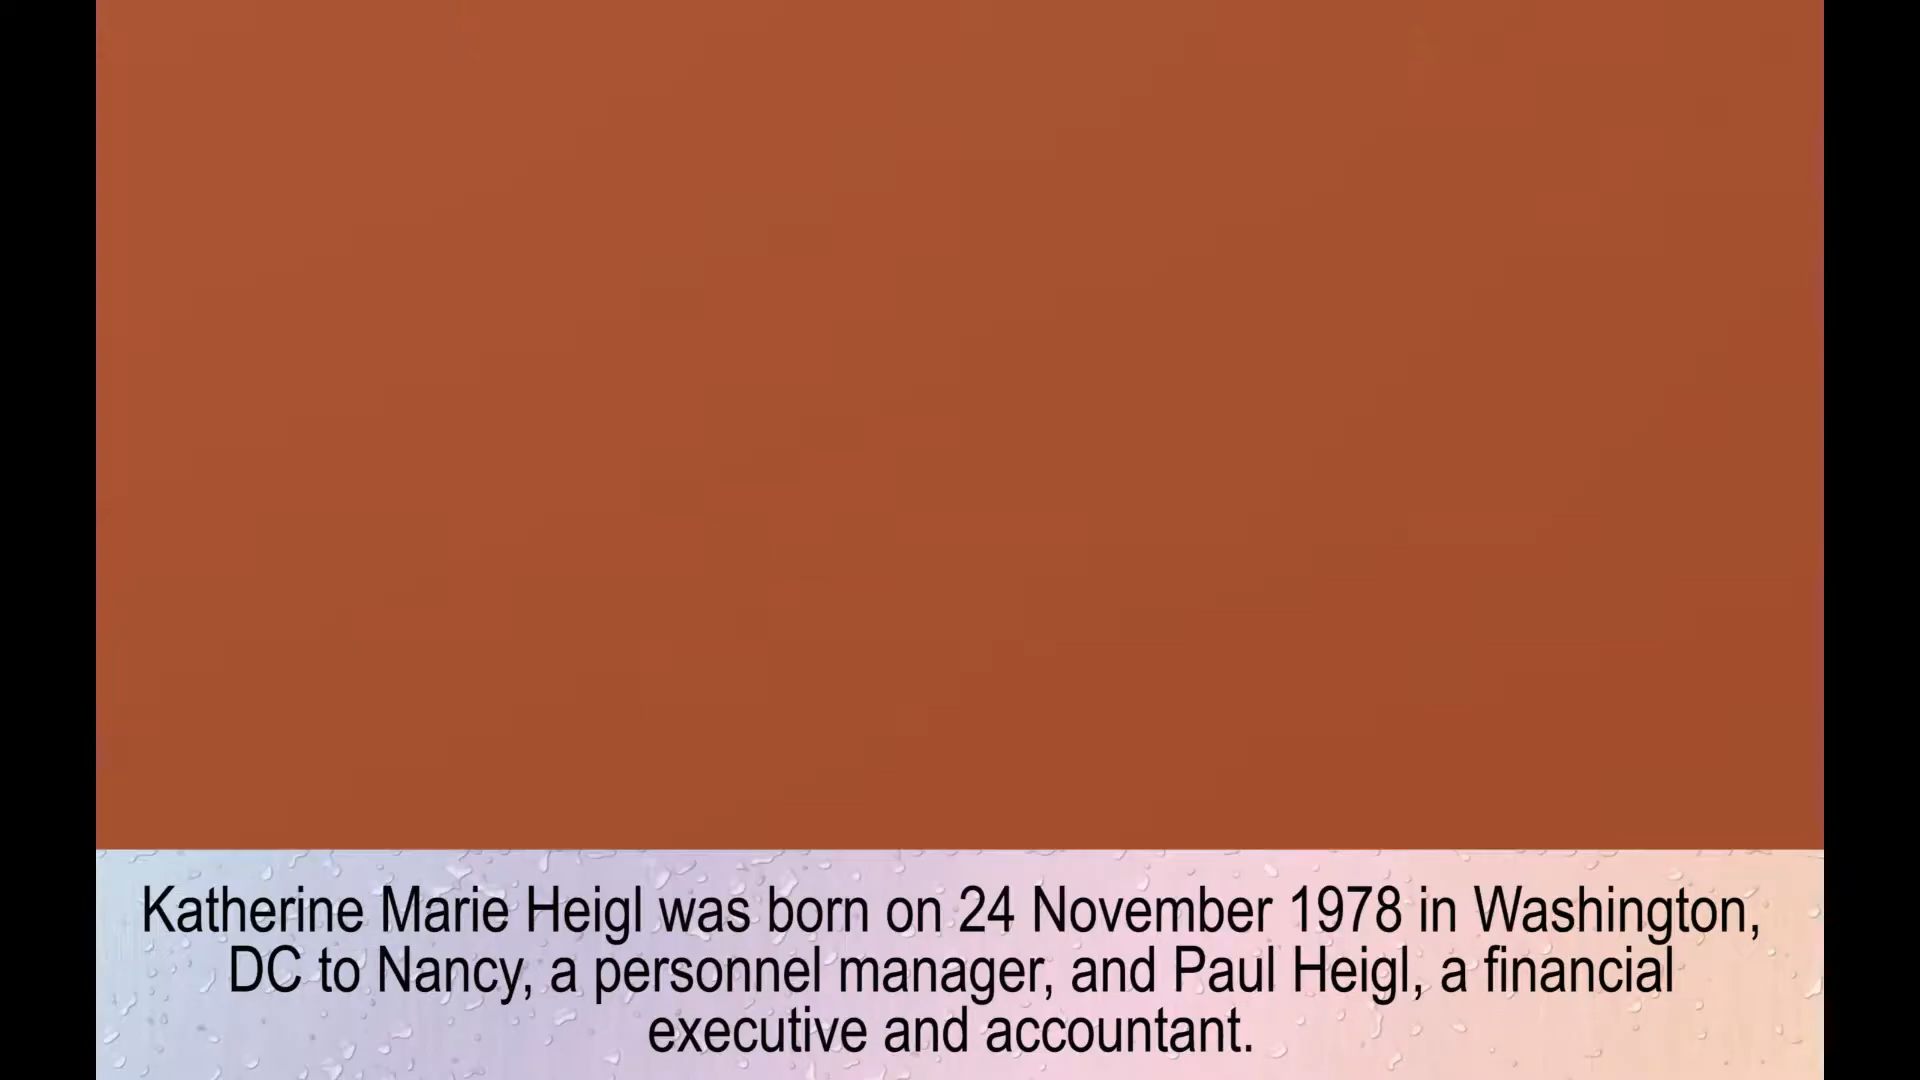 Katherine Marie Heigl was born on 24 November 1978 in Washington,
DC to Nancy, a personnel manager, and Paul Heigl, a financial
executive and accountant.